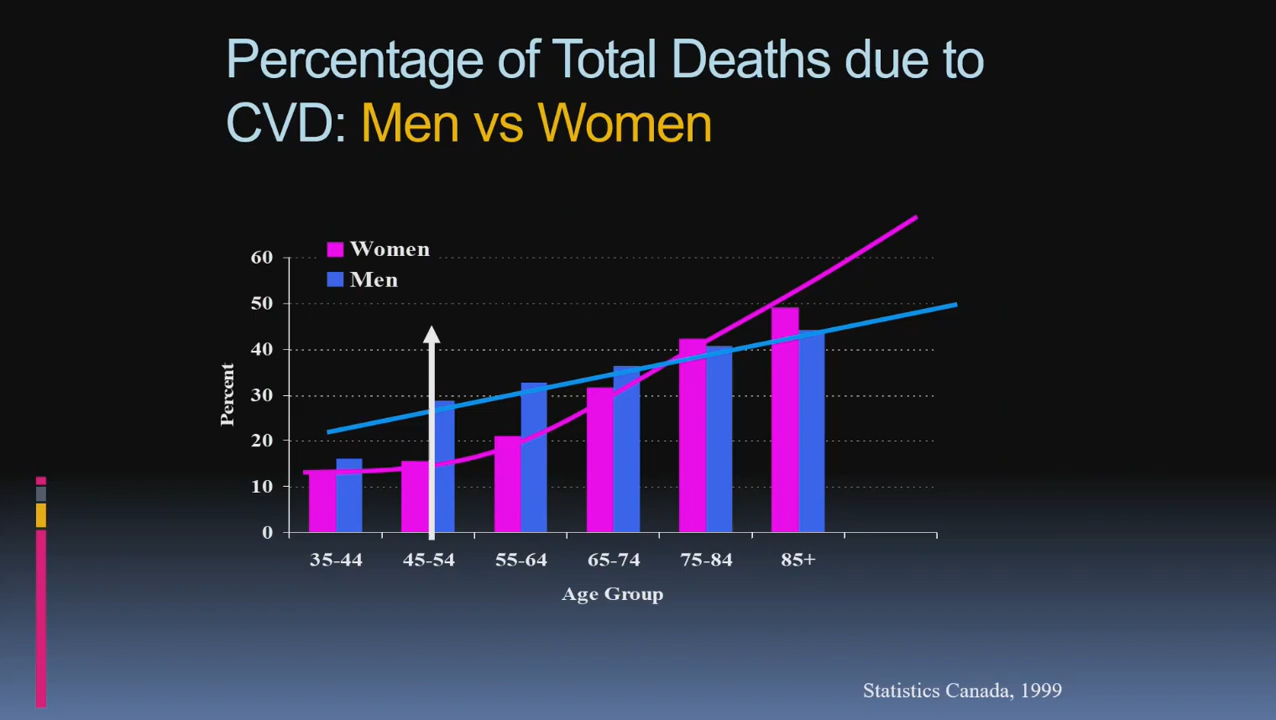 Percentage of Total Deaths due to
CVD: Men vs Women
Women
Men
60
50
40
30
20
10
0
Percent
35-44 45-54 55-64 65-74 75-84 85+
Age Group
Statistics Canada, 1999